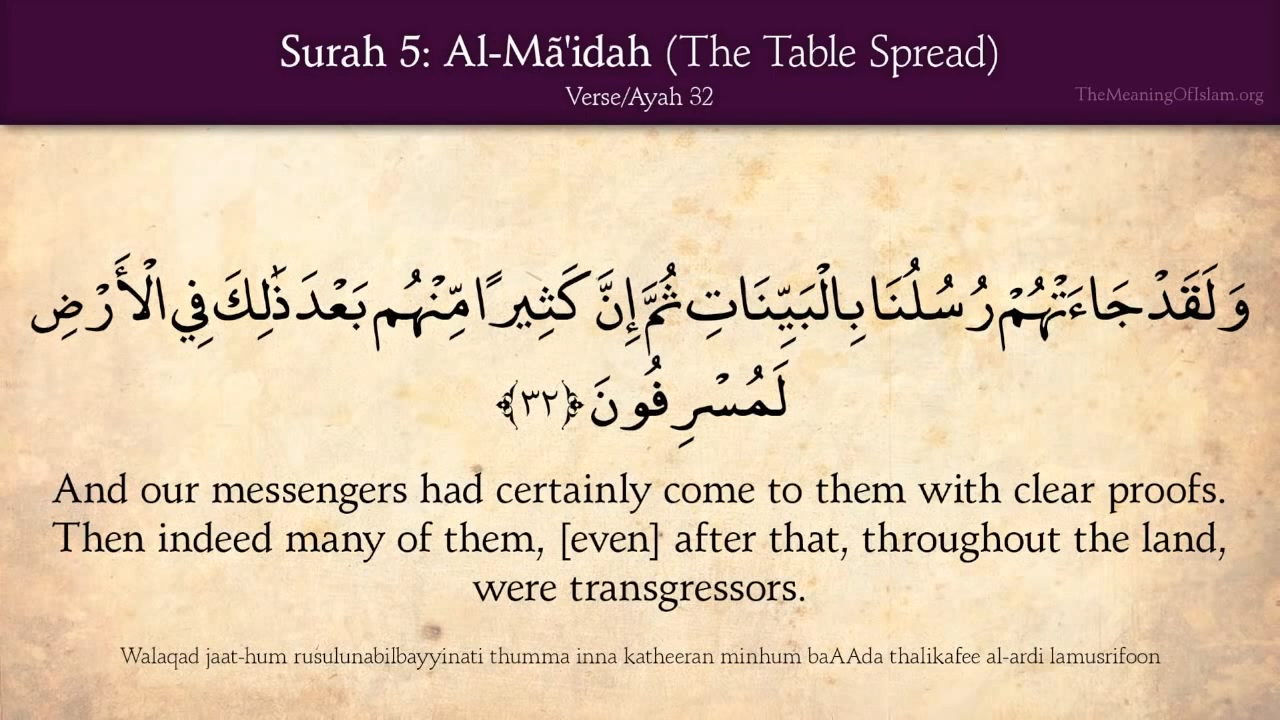 Surah 5: Al-Mã'idah (The Table Spread)
Verse/Ayah 32
TheMeaningOfIslam.org
وَلَقَدْ جَاءَتْهُمْ رُسُلُنَا بِالْبَيِّنَاتِ ثُمَّ إِنَّ كَثِيرًا مِّنْهُم بَعْدَ ذَٰلِكَ فِي الْأَرْضِ
لَمُسْرِفُونَ ﴿٣٢﴾
And our messengers had certainly come to them with clear proofs.
Then indeed many of them, [even] after that, throughout the land,
were transgressors.
Walaqad jaat-hum rusulunabilbayyinati thumma inna katheeran minhum baAAda thalikafee al-ardi lamusrifoon